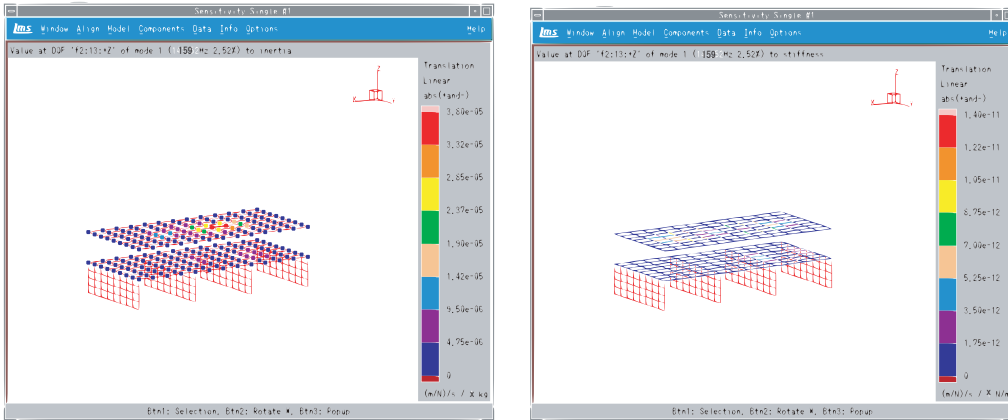 Sensitivity Single #1
lms Window Align Model Components Data Info Options Help
Value at DOF "f2:13:+Z" of mode 1 ( 159 Hz 2.52%) to inertia
Translation
Linear
abs(+and-)
3.80e-05
3.32e-05
2.85e-05
2.37e-05
1.90e-05
1.42e-05
9.50e-06
4.75e-06
0
(m/N)/s / X kg
Z
X
Y
Btn1: Selection, Btn2: Rotate X, Btn3: Popup
Sensitivity Single #1
lms Window Align Model Components Data Info Options Help
Value at DOF "f2:13:+Z" of mode 1 ( 159 Hz 2.52%) to stiffness
Translation
Linear
abs(+and-)
1.40e-11
1.22e-11
1.05e-11
8.75e-12
7.00e-12
5.25e-12
3.50e-12
1.75e-12
0
(m/N)/s / X N/m
Z
X
Y
Btn1: Selection, Btn2: Rotate X, Btn3: Popup